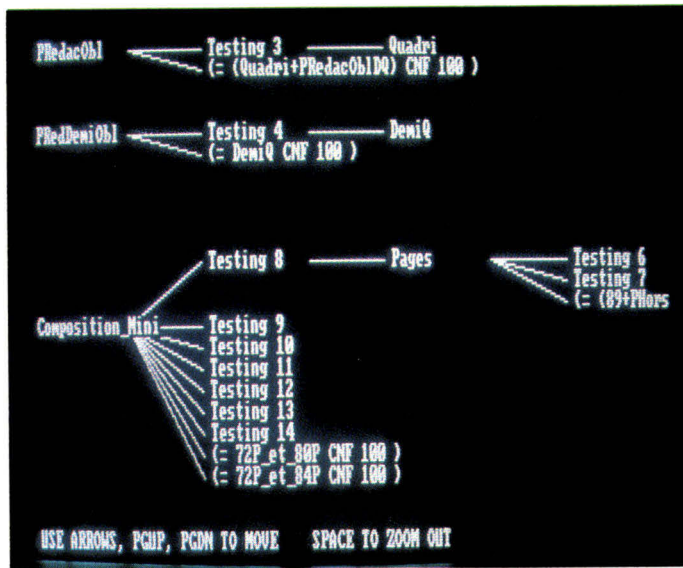 PRedacObl Testing 3 Quadri
(= (Quadri+PRedacOblDQ) CNF 100 )
PRedDemiObl Testing 4 DemiQ
(= DemiQ CNF 100 )
Testing 8 Pages Testing 6
Testing 7
(= (89+PHors
Composition_Mini Testing 9
Testing 10
Testing 11
Testing 12
Testing 13
Testing 14
(= 72P_et_80P CNF 100 )
(= 72P_et_84P CNF 100 )
USE ARROWS, PGUP, PGDN TO MOVE SPACE TO ZOOM OUT